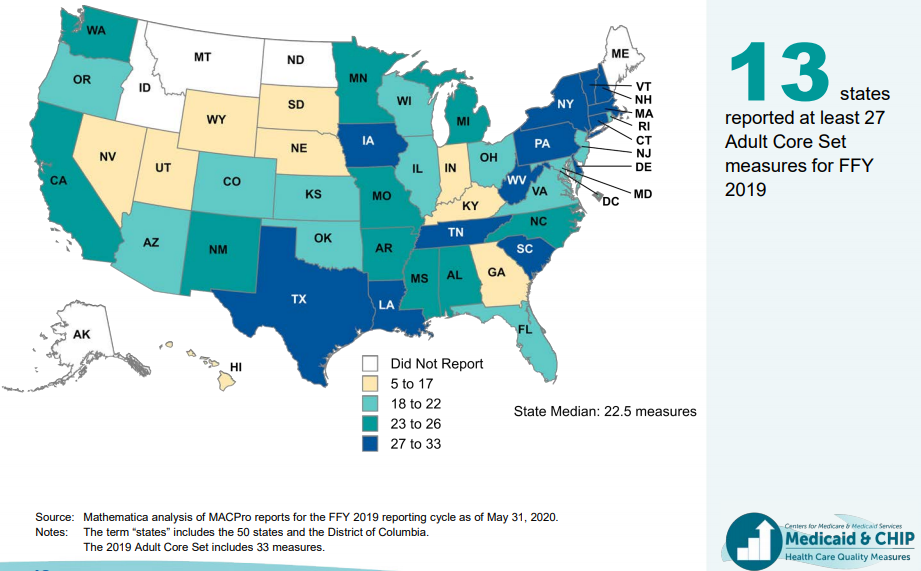 WA
MT
ND
ME
OR
ID
MN
VT
NH
MA
RI
CT
NJ
DE
MD
DC
SD
WI
NY
WY
MI
NE
IA
PA
NV
UT
IL
IN
OH
CO
WV
VA
CA
KS
MO
KY
NC
TN
OK
AZ
NM
AR
SC
MS
AL
GA
TX
LA
FL
AK
HI
Did Not Report
5 to 17
18 to 22
23 to 26
27 to 33
State Median: 22.5 measures
13 states
reported at least 27
Adult Core Set
measures for FFY
2019
Source: Mathematica analysis of MACPro reports for the FFY 2019 reporting cycle as of May 31, 2020.
Notes: The term “states” includes the 50 states and the District of Columbia.
The 2019 Adult Core Set includes 33 measures.
Centers for Medicare & Medicaid Services
Medicaid & CHIP
Health Care Quality Measures